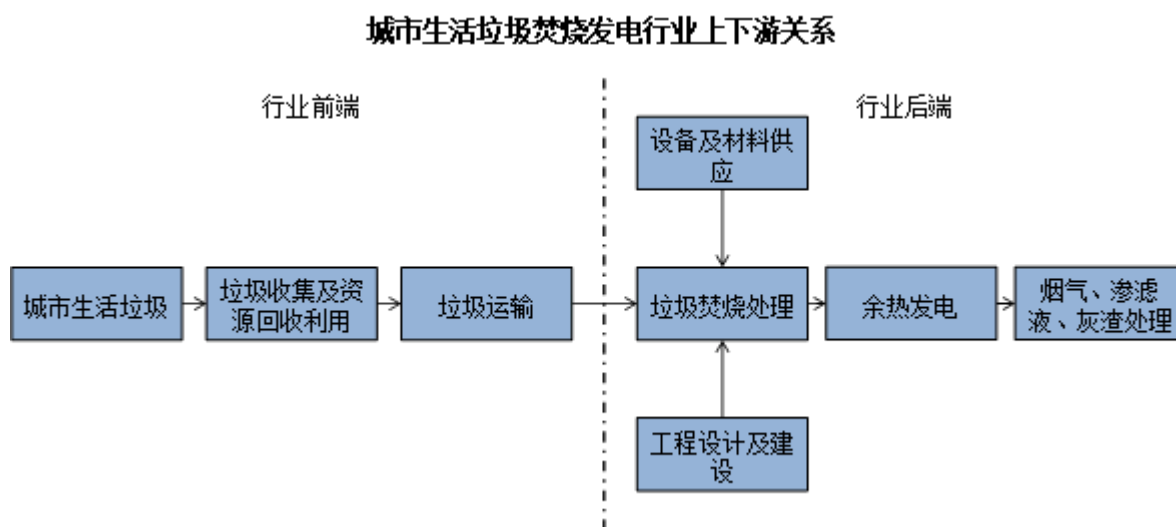 城市生活垃圾焚烧发电行业上下游关系
行业前端
行业后端
设备及材料供
应
城市生活垃圾
垃圾收集及资
源回收利用
垃圾运输
垃圾焚烧处理
余热发电
烟气、渗滤
液、灰渣处理
工程设计及建
设